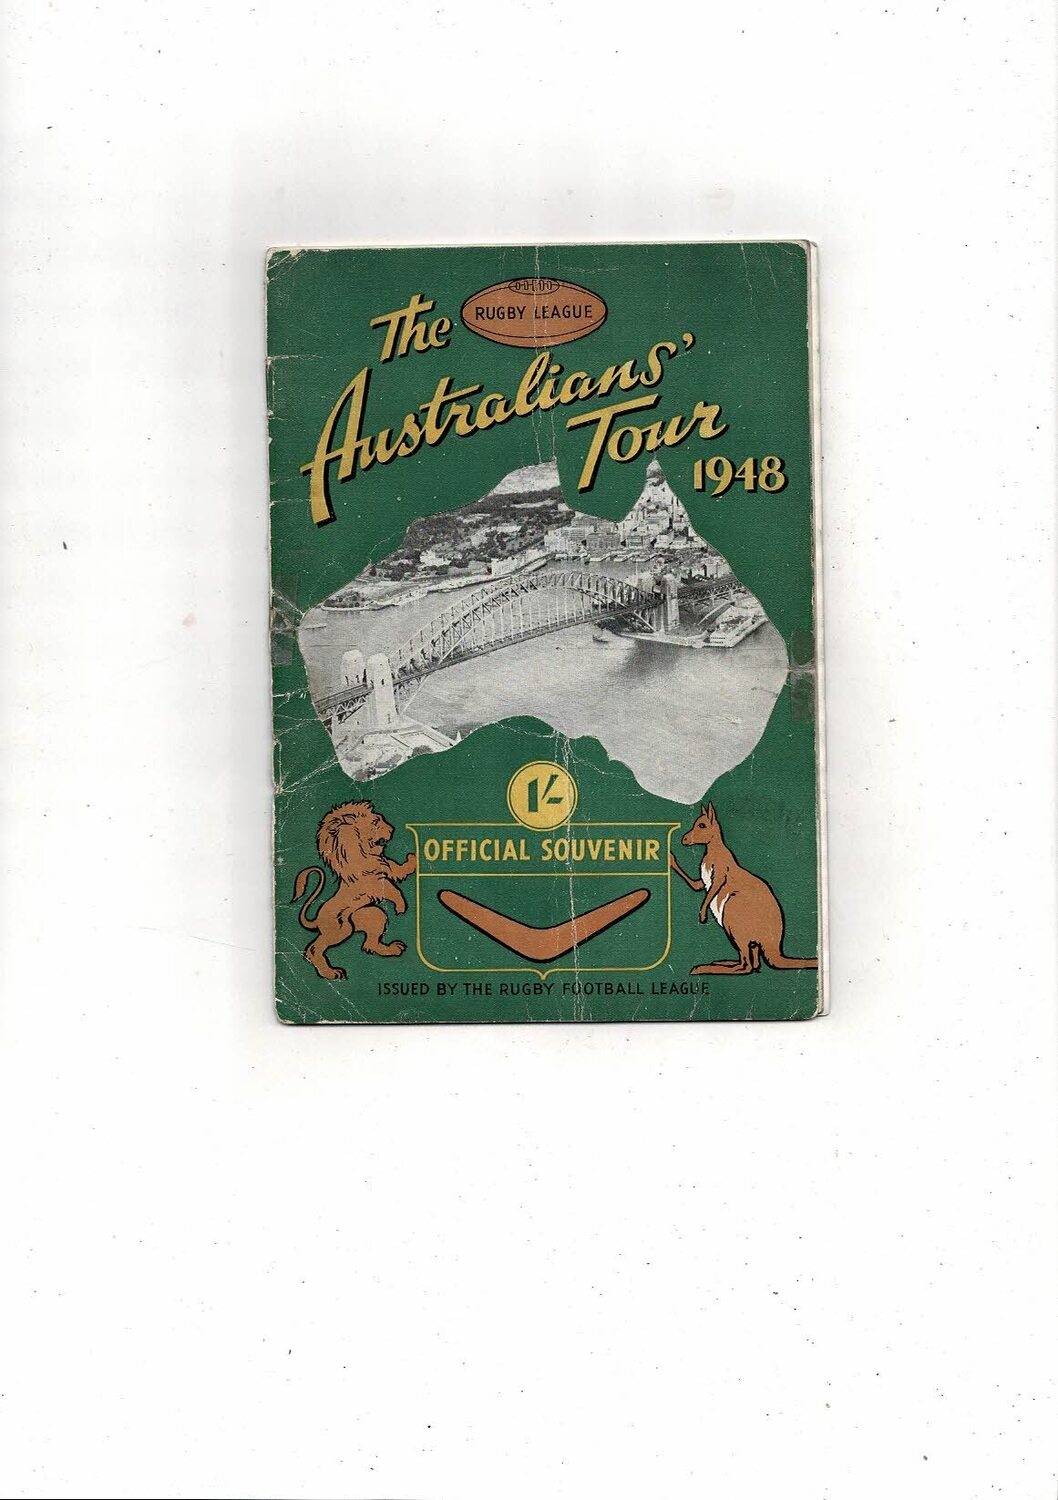 The
RUGBY LEAGUE
Australians'
Tour
1948
1/-
OFFICIAL SOUVENIR
ISSUED BY THE RUGBY FOOTBALL LEAGUE